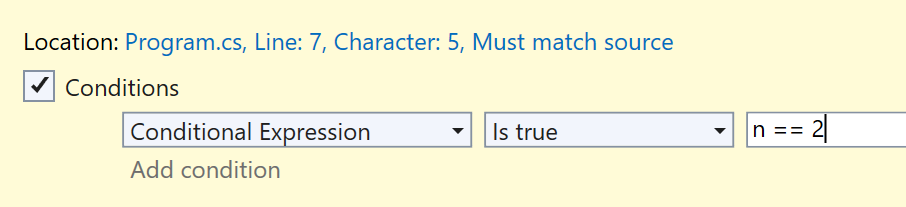 Location: Program.cs, Line: 7, Character: 5, Must match source
Conditions
Conditional Expression Is true n == 2
Add condition